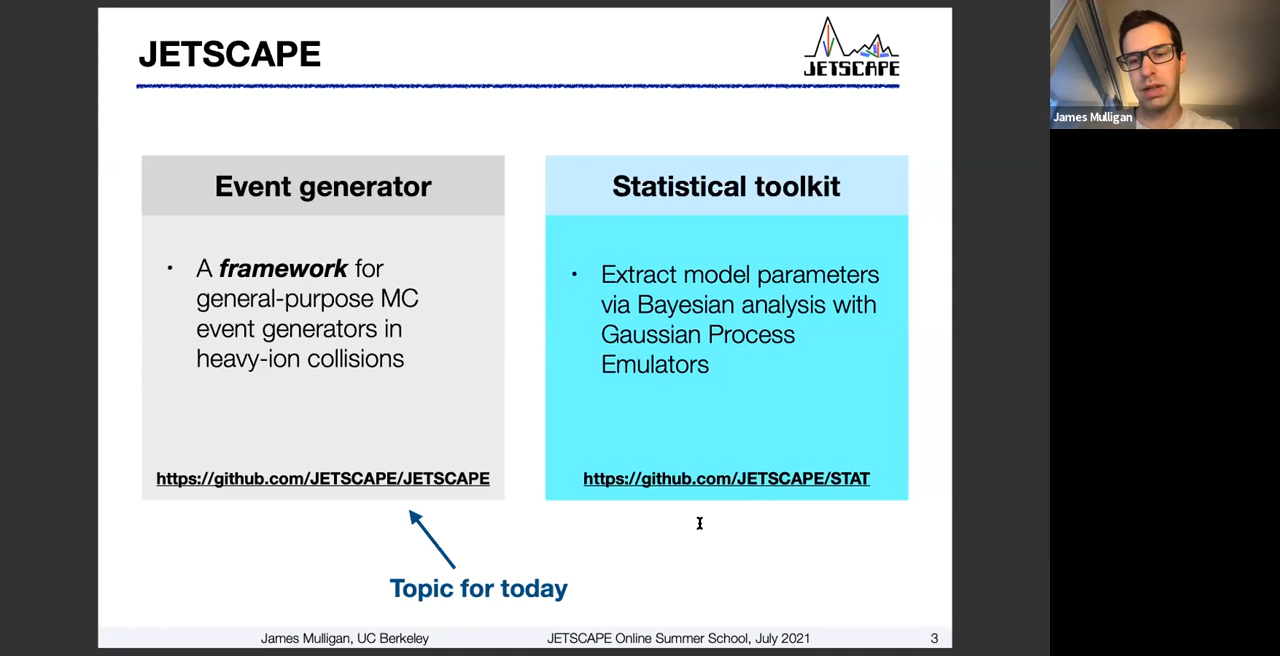 JETSCAPE
JETSCAPE
James Mulligan
Event generator
• A framework for
general-purpose MC
event generators in
heavy-ion collisions
https://github.com/JETSCAPE/JETSCAPE
Statistical toolkit
• Extract model parameters
via Bayesian analysis with
Gaussian Process
Emulators
https://github.com/JETSCAPE/STAT
Topic for today
James Mulligan, UC Berkeley
JETSCAPE Online Summer School, July 2021
3